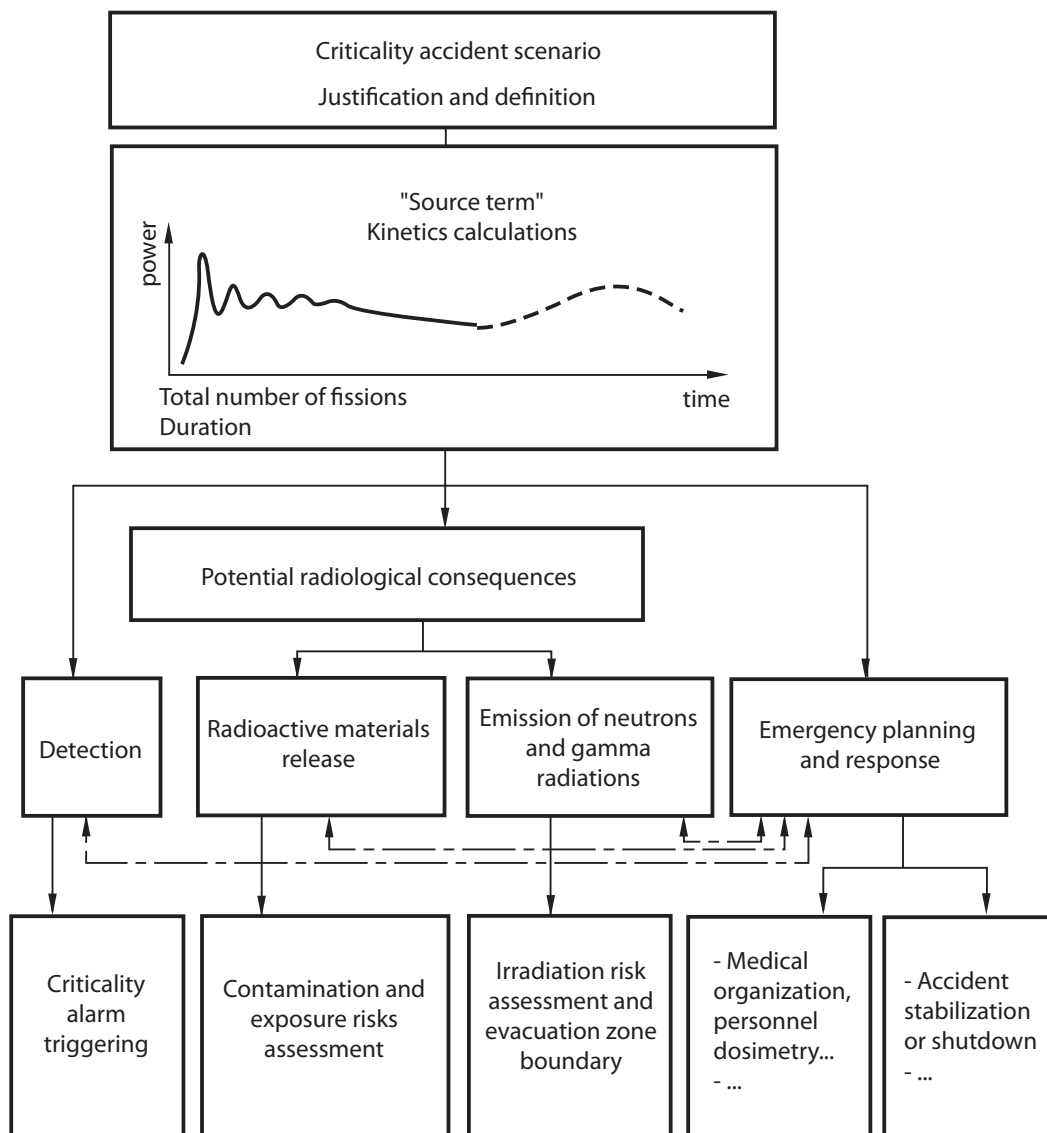 Criticality accident scenario
Justification and definition
"Source term"
Kinetics calculations
power
time
Total number of fissions
Duration
Potential radiological consequences
Detection
Radioactive materials
release
Emission of neutrons
and gamma
radiations
Emergency planning
and response
Criticality
alarm
triggering
Contamination and
exposure risks
assessment
Irradiation risk
assessment and
evacuation zone
boundary
- Medical
organization,
personnel
dosimetry...
- ...
- Accident
stabilization
or shutdown
- ...